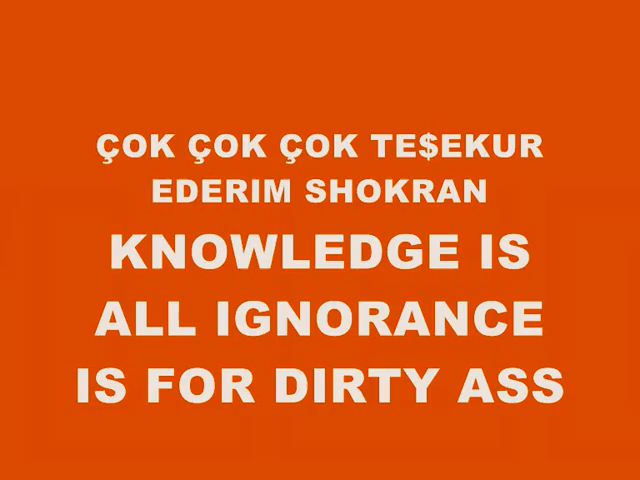 ÇOK ÇOK ÇOK TE$EKUR
EDERIM SHOKRAN
KNOWLEDGE IS
ALL IGNORANCE
IS FOR DIRTY ASS